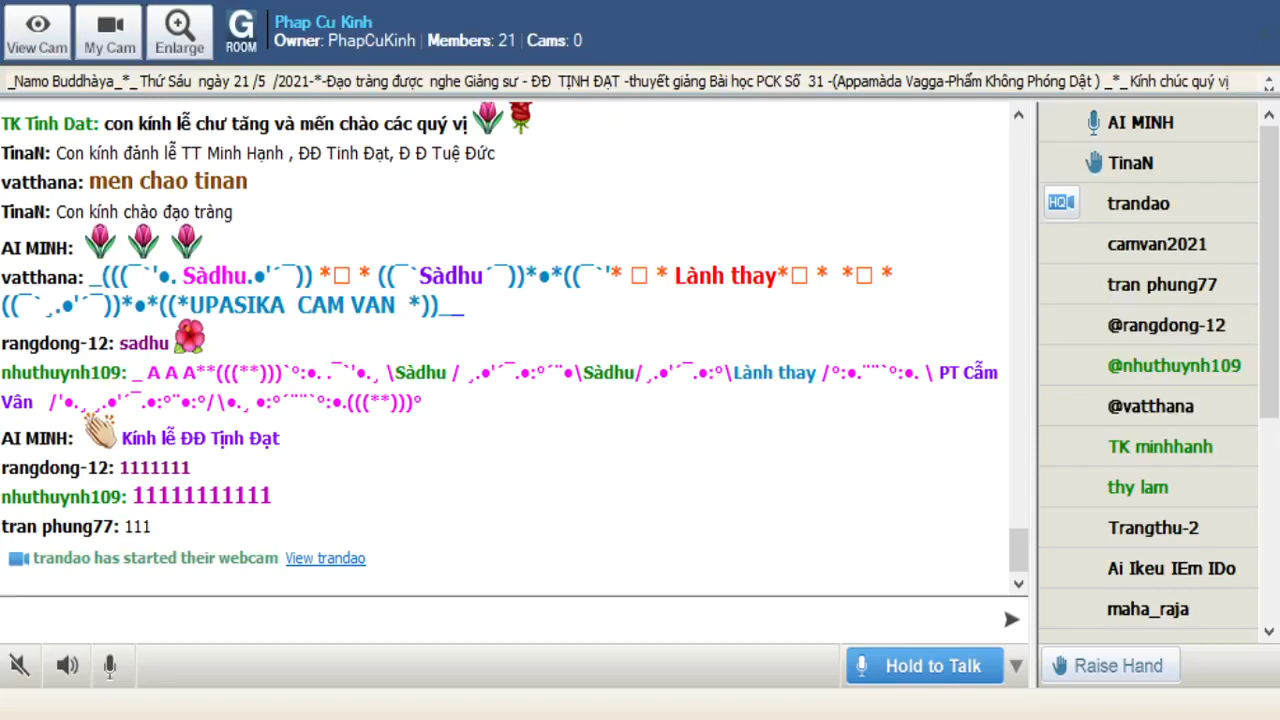 View Cam
My Cam
Enlarge
G
ROOM
Phap Cu Kinh
Owner: PhapCuKinh | Members: 21 | Cams: 0
_Namo Buddhàya_*_ Thứ Sáu ngày 21 /5 /2021-*-Đạo tràng được nghe Giảng sư - ĐĐ TỊNH ĐẠT -thuyết giảng Bài học PCK Số 31 -(Appamàda Vagga-Phẩm Không Phóng Dật ) _*_ Kính chúc quý vị
TK Tinh Dat: con kính lễ chư tăng và mến chào các quý vị
TinaN: Con kính đảnh lễ TT Minh Hạnh , ĐĐ Tinh Đạt, Đ Đ Tuệ Đức
vatthana: men chao tinan
TinaN: Con kính chào đạo tràng
AI MINH:
vatthana: _(((¯`'●. Sàdhu.●'´¯)) *□ * ((¯`Sàdhu´¯))*●*((¯`'* □ * Lành thay*□ * *□ *
((¯`¸.●'´¯))*●*((*UPASIKA CAM VAN *))__
rangdong-12: sadhu
nhuthuynh109: _ A A A**(((**)))`°:●. .¯`'●.¸ \Sàdhu / ¸.●'´¯.●:°´¨●\Sàdhu/¸.●'´¯.●:°\Lành thay /°:●.¨¨`°:●. \ PT Cẩm
Vân /'●.¸ ¸.●'´¯.●:°¨●:°/\●.¸ ●:°´¨¨`°:●.(((**)))°
AI MINH: Kính lễ ĐĐ Tịnh Đạt
rangdong-12: 1111111
nhuthuynh109: 11111111111
tran phung77: 111
trandao has started their webcam View trandao
Hold to Talk
AI MINH
TinaN
HQ
trandao
camvan2021
tran phung77
@rangdong-12
@nhuthuynh109
@vatthana
TK minhhanh
thy lam
Trangthu-2
Ai Ikeu IEm IDo
maha_raja
Raise Hand